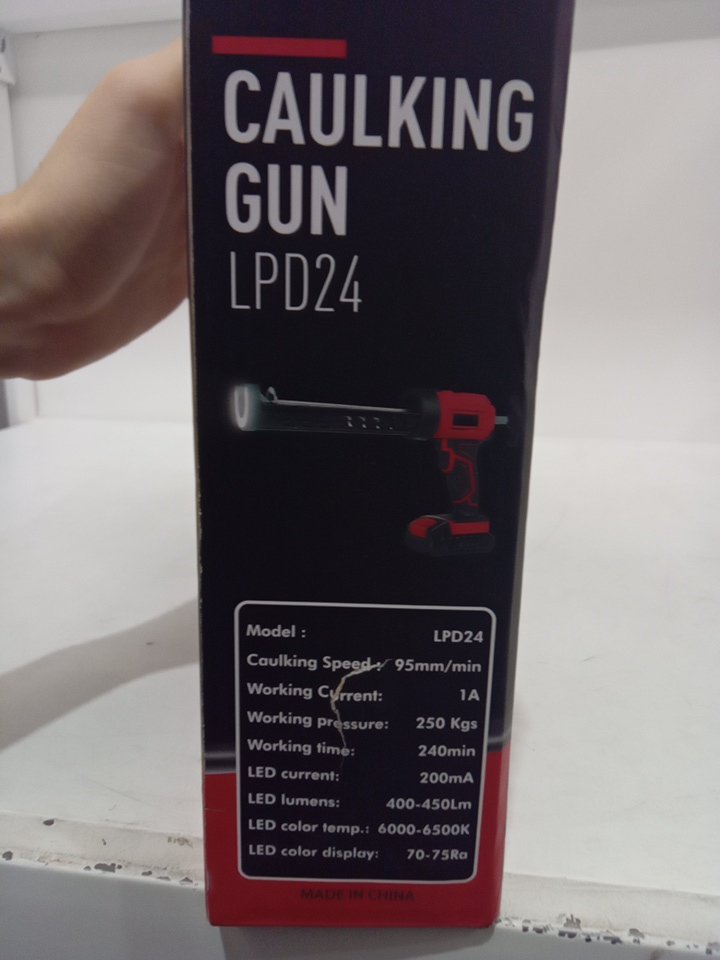 CAULKING
GUN
LPD24
Model : LPD24
Caulking Speed : 95mm/min
Working Current: 1A
Working pressure: 250 Kgs
Working time: 240min
LED current: 200mA
LED lumens: 400-450Lm
LED color temp.: 6000-6500K
LED color display: 70-75Ra
MADE IN CHINA